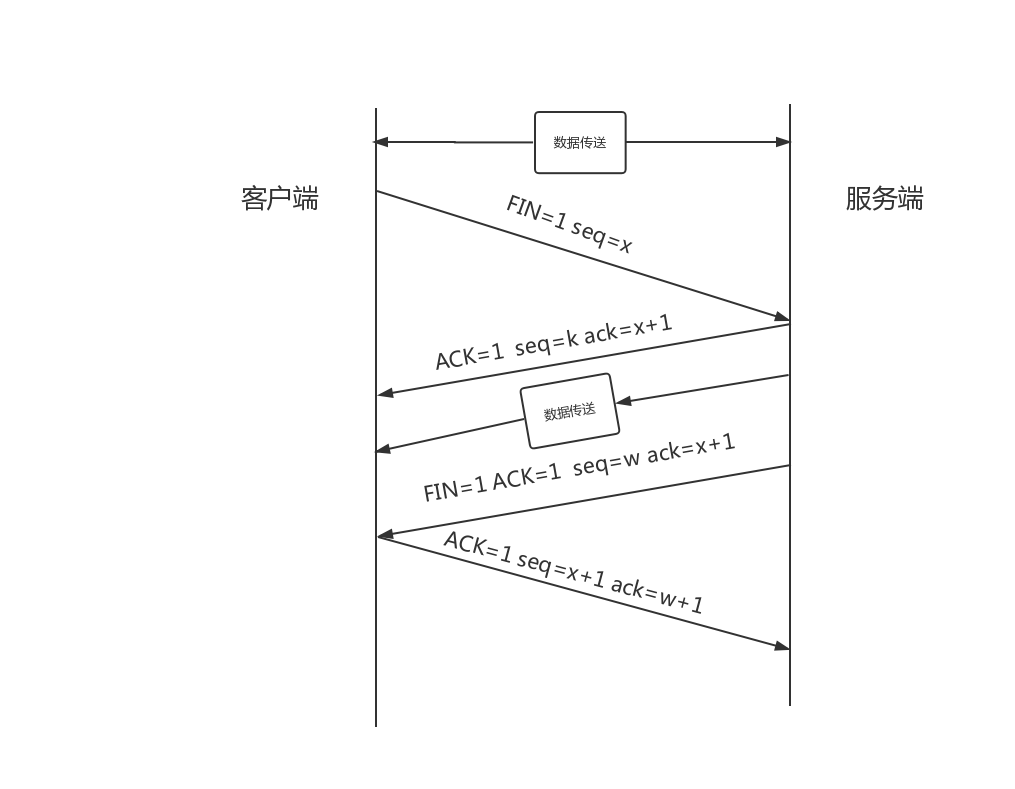 数据传送
客户端
服务端
FIN=1 seq=x
ACK=1 seq=k ack=x+1
数据传送
FIN=1 ACK=1 seq=w ack=x+1
ACK=1 seq=x+1 ack=w+1